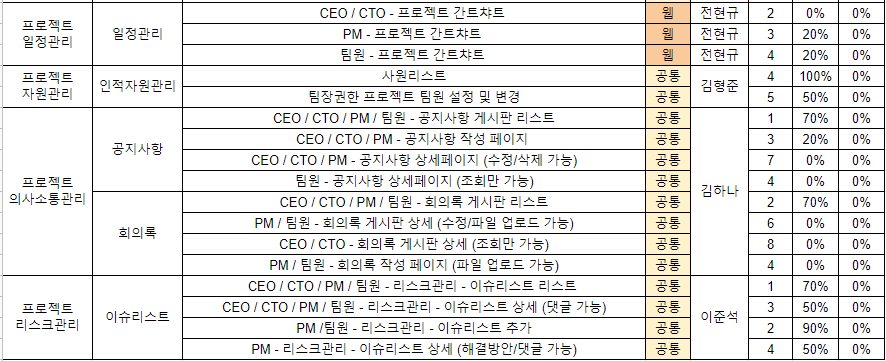 프로젝트 일정관리 일정관리 CEO / CTO - 프로젝트 간트챠트 웹 전현규 2 0% 0%
PM - 프로젝트 간트챠트 웹 전현규 3 20% 0%
팀원 - 프로젝트 간트챠트 웹 전현규 4 20% 0%
프로젝트 자원관리 인적자원관리 사원리스트 공통 김형준 4 100% 0%
팀장권한 프로젝트 팀원 설정 및 변경 공통 5 50% 0%
프로젝트 의사소통관리 공지사항 CEO / CTO / PM / 팀원 - 공지사항 게시판 리스트 공통 김하나 1 70% 0%
CEO / CTO / PM - 공지사항 작성 페이지 공통 3 20% 0%
CEO / CTO / PM - 공지사항 상세페이지 (수정/삭제 가능) 공통 7 0% 0%
팀원 - 공지사항 상세페이지 (조회만 가능) 공통 4 0% 0%
회의록 CEO / CTO / PM / 팀원 - 회의록 게시판 리스트 공통 2 70% 0%
PM / 팀원 - 회의록 게시판 상세 (수정/파일 업로드 가능) 공통 6 0% 0%
CEO / CTO - 회의록 게시판 상세 (조회만 가능) 공통 8 0% 0%
PM / 팀원 - 회의록 작성 페이지 (파일 업로드 가능) 공통 4 0% 0%
프로젝트 리스크관리 이슈리스트 CEO / CTO / PM / 팀원 - 리스크관리 - 이슈리스트 리스트 공통 이준석 1 70% 0%
CEO / CTO / PM / 팀원 - 리스크관리 - 이슈리스트 상세 (댓글 가능) 공통 3 50% 0%
PM /팀원 - 리스크관리 - 이슈리스트 추가 공통 2 90% 0%
PM - 리스크관리 - 이슈리스트 상세 (해결방안/댓글 가능) 공통 4 50% 0%